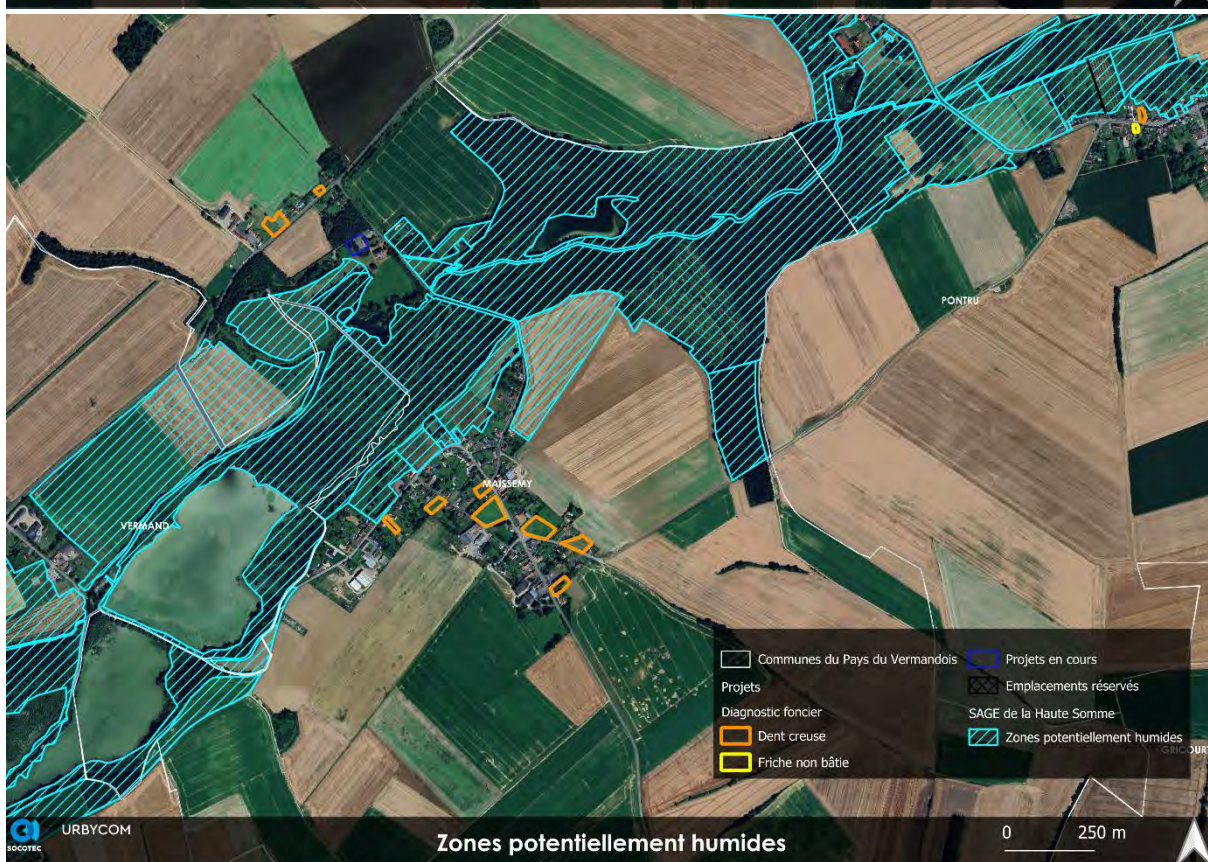 PONTRU
MAISSEMY
VERMAND
Communes du Pays du Vermandois
Projets
Diagnostic foncier
Dent creuse
Friche non bâtie
Projets en cours
Emplacements réservés
SAGE de la Haute Somme
Zones potentiellement humides
GRICOURT
SOCOTEC
URBYCOM
Zones potentiellement humides
0 250 m